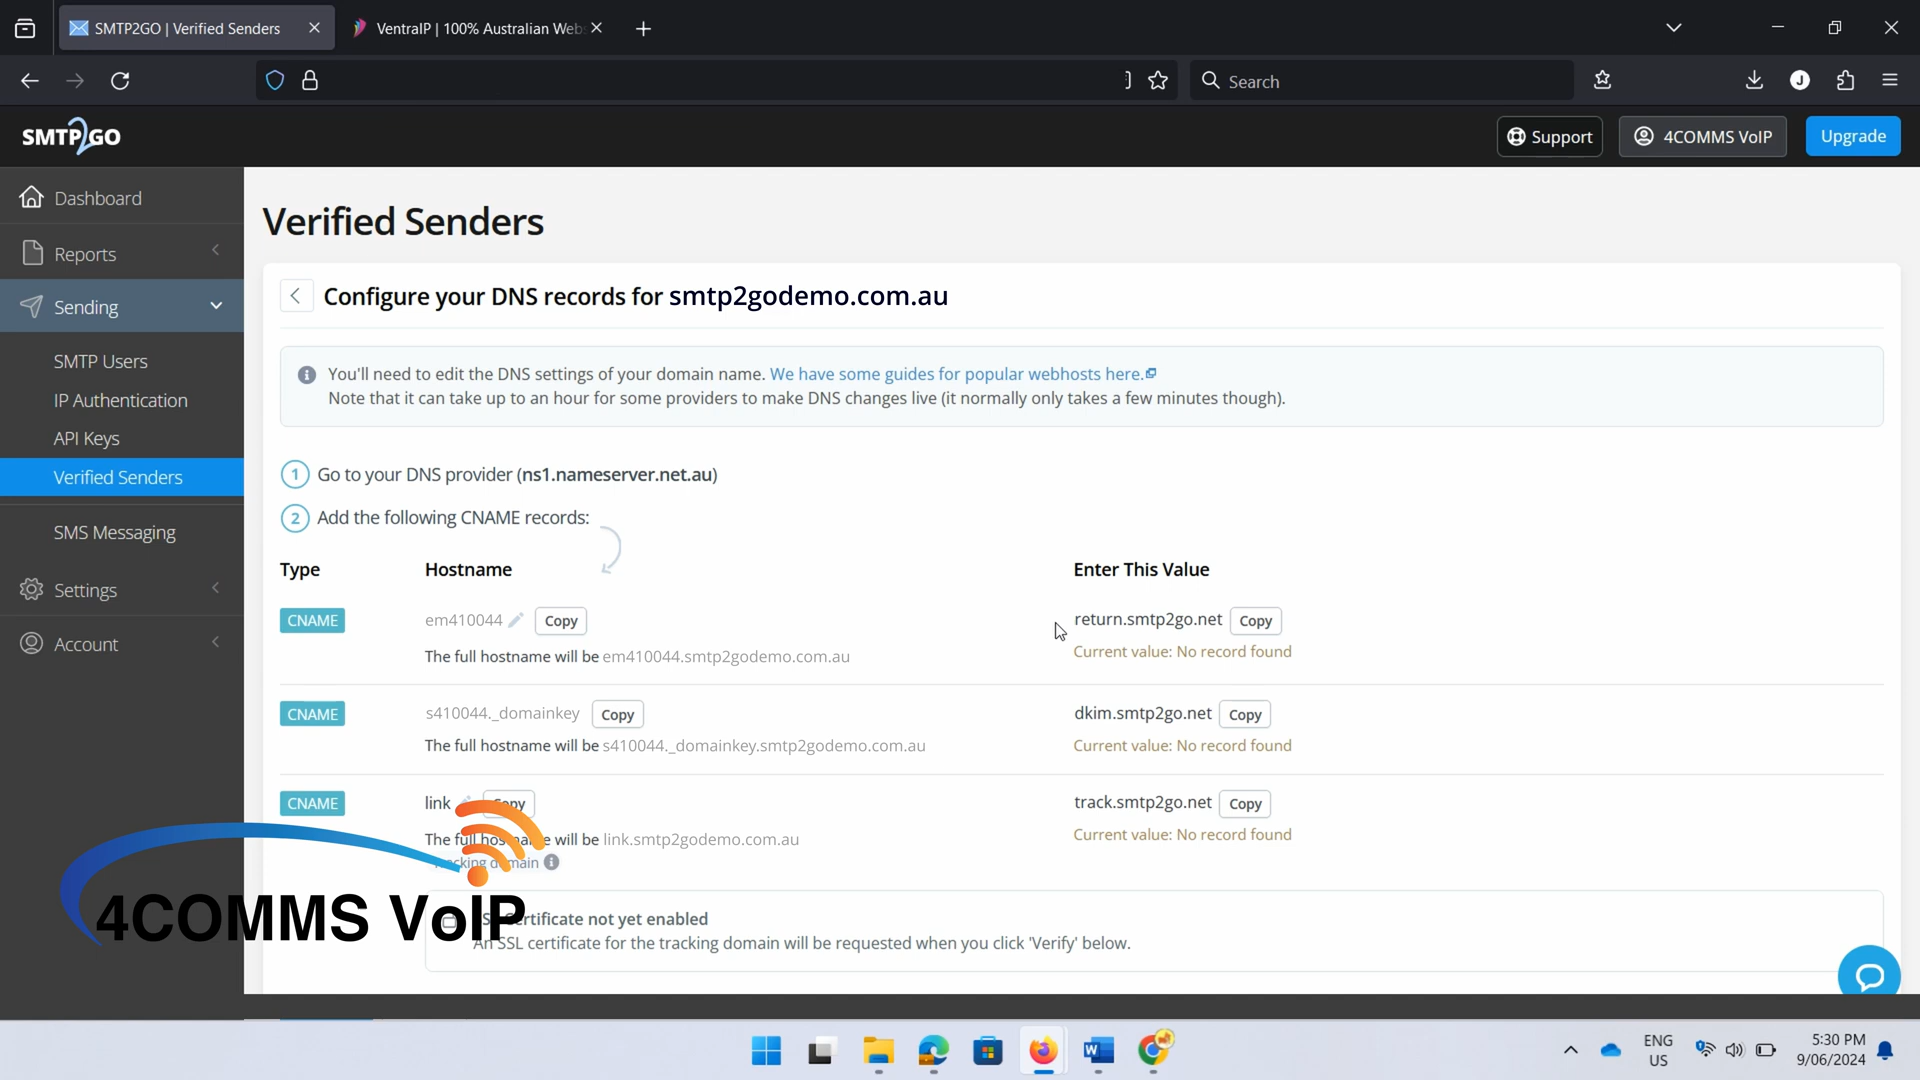 SMTP2GO | Verified Senders
VentraIP | 100% Australian Web
Search
SMTP2GO
Support
4COMMS VoIP
Upgrade
Dashboard
Reports
Sending
SMTP Users
IP Authentication
API Keys
Verified Senders
SMS Messaging
Settings
Account
Verified Senders
Configure your DNS records for smtp2godemo.com.au
You'll need to edit the DNS settings of your domain name. We have some guides for popular webhosts here.
Note that it can take up to an hour for some providers to make DNS changes live (it normally only takes a few minutes though).
1 Go to your DNS provider (ns1.nameserver.net.au)
2 Add the following CNAME records:
Type Hostname Enter This Value
CNAME em410044 Copy return.smtp2go.net Copy
The full hostname will be em410044.smtp2godemo.com.au Current value: No record found
CNAME s410044._domainkey Copy dkim.smtp2go.net Copy
The full hostname will be s410044._domainkey.smtp2godemo.com.au Current value: No record found
CNAME link Copy track.smtp2go.net Copy
The full hostname will be link.smtp2godemo.com.au Current value: No record found
Tracking domain
SSL Certificate not yet enabled
An SSL certificate for the tracking domain will be requested when you click 'Verify' below.
4COMMS VoIP
ENG
US
5:30 PM
9/06/2024